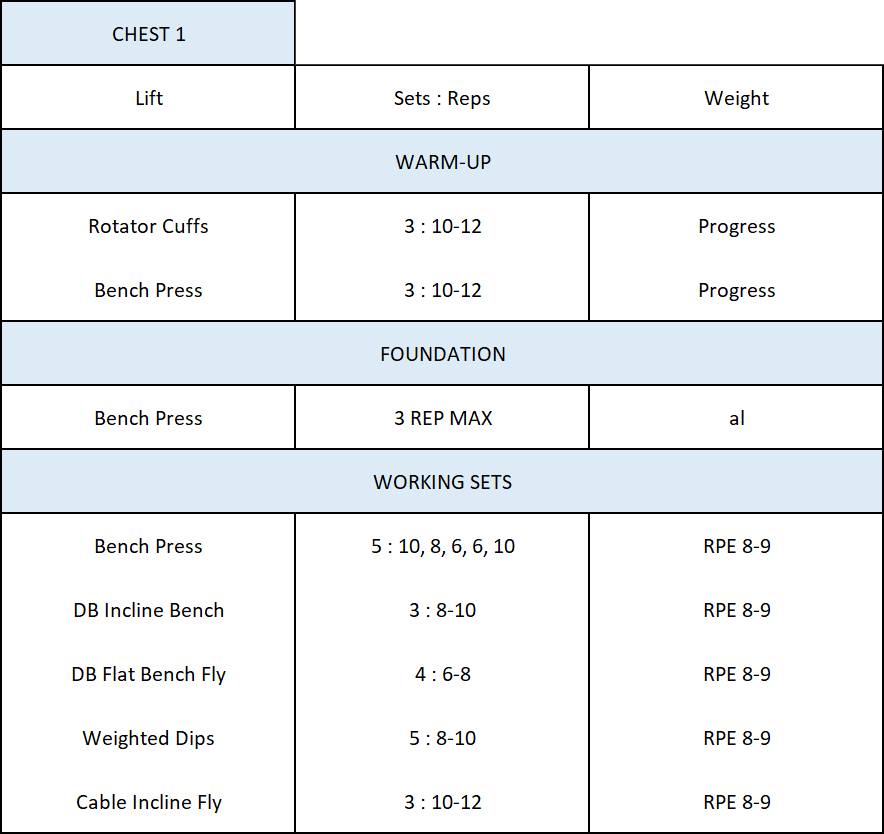 CHEST 1
Lift Sets : Reps Weight
WARM-UP
Rotator Cuffs 3 : 10-12 Progress
Bench Press 3 : 10-12 Progress
FOUNDATION
Bench Press 3 REP MAX al
WORKING SETS
Bench Press 5 : 10, 8, 6, 6, 10 RPE 8-9
DB Incline Bench 3 : 8-10 RPE 8-9
DB Flat Bench Fly 4 : 6-8 RPE 8-9
Weighted Dips 5 : 8-10 RPE 8-9
Cable Incline Fly 3 : 10-12 RPE 8-9